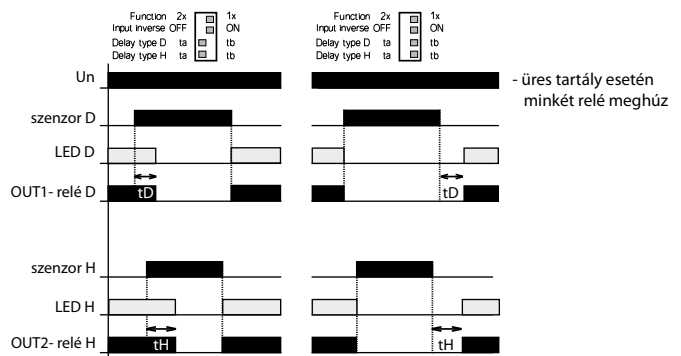 Function 2x 1x
Input inverse OFF ON
Delay type D ta tb
Delay type H ta tb
Function 2x 1x
Input inverse OFF ON
Delay type D ta tb
Delay type H ta tb
Un
- üres tartály esetén
minkét relé meghúz
szenzor D
LED D
OUT1- relé D
tD
tD
szenzor H
LED H
OUT2- relé H
tH
tH